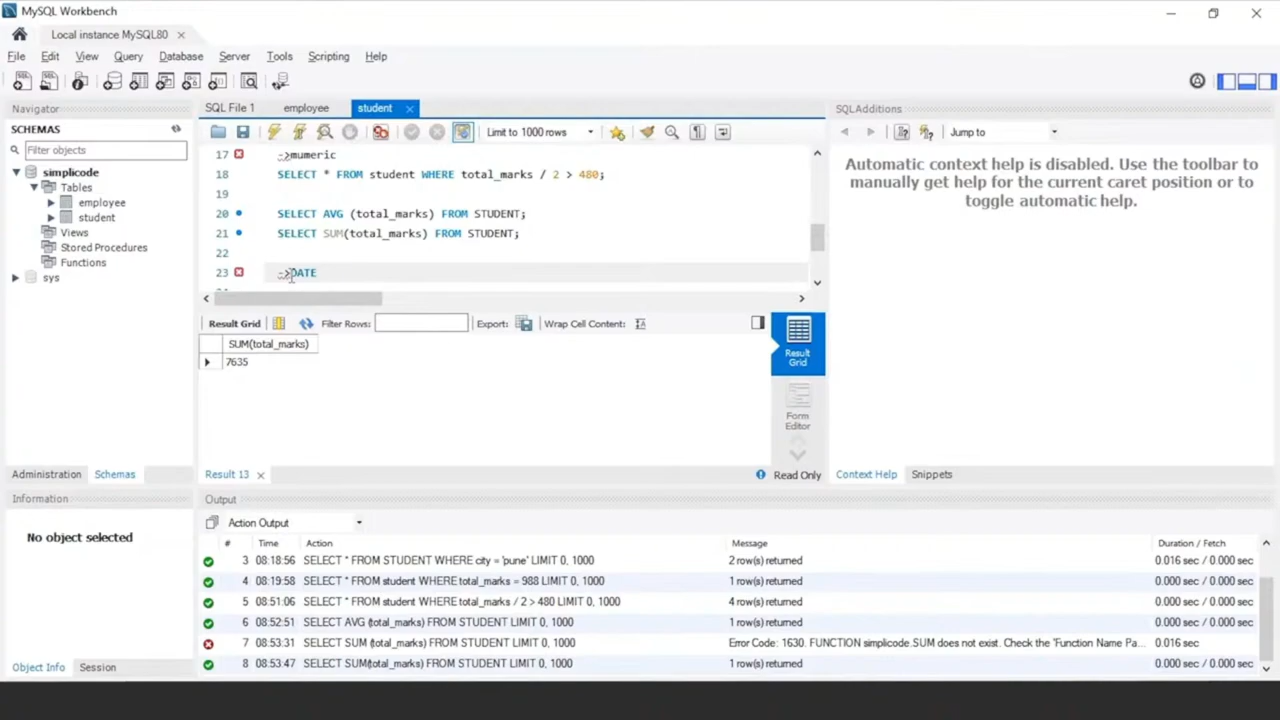 MySQL Workbench
Local instance MySQL80
File Edit View Query Database Server Tools Scripting Help
Navigator
SCHEMAS
Filter objects
simplicode
Tables
employee
student
Views
Stored Procedures
Functions
sys
Administration Schemas
Information
No object selected
Object Info Session
SQL File 1 employee student
Limit to 1000 rows
17 ->mumeric
18 SELECT * FROM student WHERE total_marks / 2 > 480;
19
20 SELECT AVG (total_marks) FROM STUDENT;
21 SELECT SUM(total_marks) FROM STUDENT;
22
23 ->DATE
Result Grid Filter Rows: Export: Wrap Cell Content:
SUM(total_marks)
7635
Result Grid
Form Editor
Result 13
Read Only
SQLAdditions
Jump to
Automatic context help is disabled. Use the toolbar to
manually get help for the current caret position or to
toggle automatic help.
Context Help Snippets
Output
Action Output
# Time Action Message Duration / Fetch
3 08:18:56 SELECT * FROM STUDENT WHERE city = 'pune' LIMIT 0, 1000 2 row(s) returned 0.016 sec / 0.000 sec
4 08:19:58 SELECT * FROM student WHERE total_marks = 988 LIMIT 0, 1000 1 row(s) returned 0.000 sec / 0.000 sec
5 08:51:06 SELECT * FROM student WHERE total_marks / 2 > 480 LIMIT 0, 1000 4 row(s) returned 0.000 sec / 0.000 sec
6 08:52:51 SELECT AVG (total_marks) FROM STUDENT LIMIT 0, 1000 1 row(s) returned 0.000 sec / 0.000 sec
7 08:53:31 SELECT SUM (total_marks) FROM STUDENT LIMIT 0, 1000 Error Code: 1630. FUNCTION simplicode.SUM does not exist. Check the 'Function Name Pa... 0.016 sec
8 08:53:47 SELECT SUM(total_marks) FROM STUDENT LIMIT 0, 1000 1 row(s) returned 0.000 sec / 0.000 sec